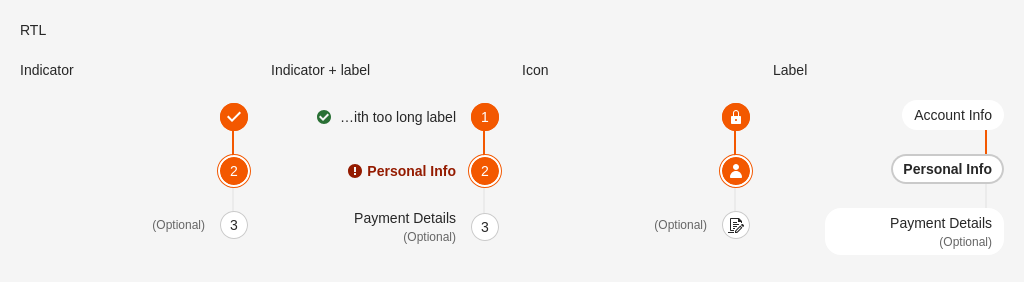 RTL
Indicator
2
(Optional) 3
Indicator + label
…ith too long label 1
Personal Info 2
Payment Details
(Optional) 3
Icon
(Optional)
Label
Account Info
Personal Info
Payment Details
(Optional)